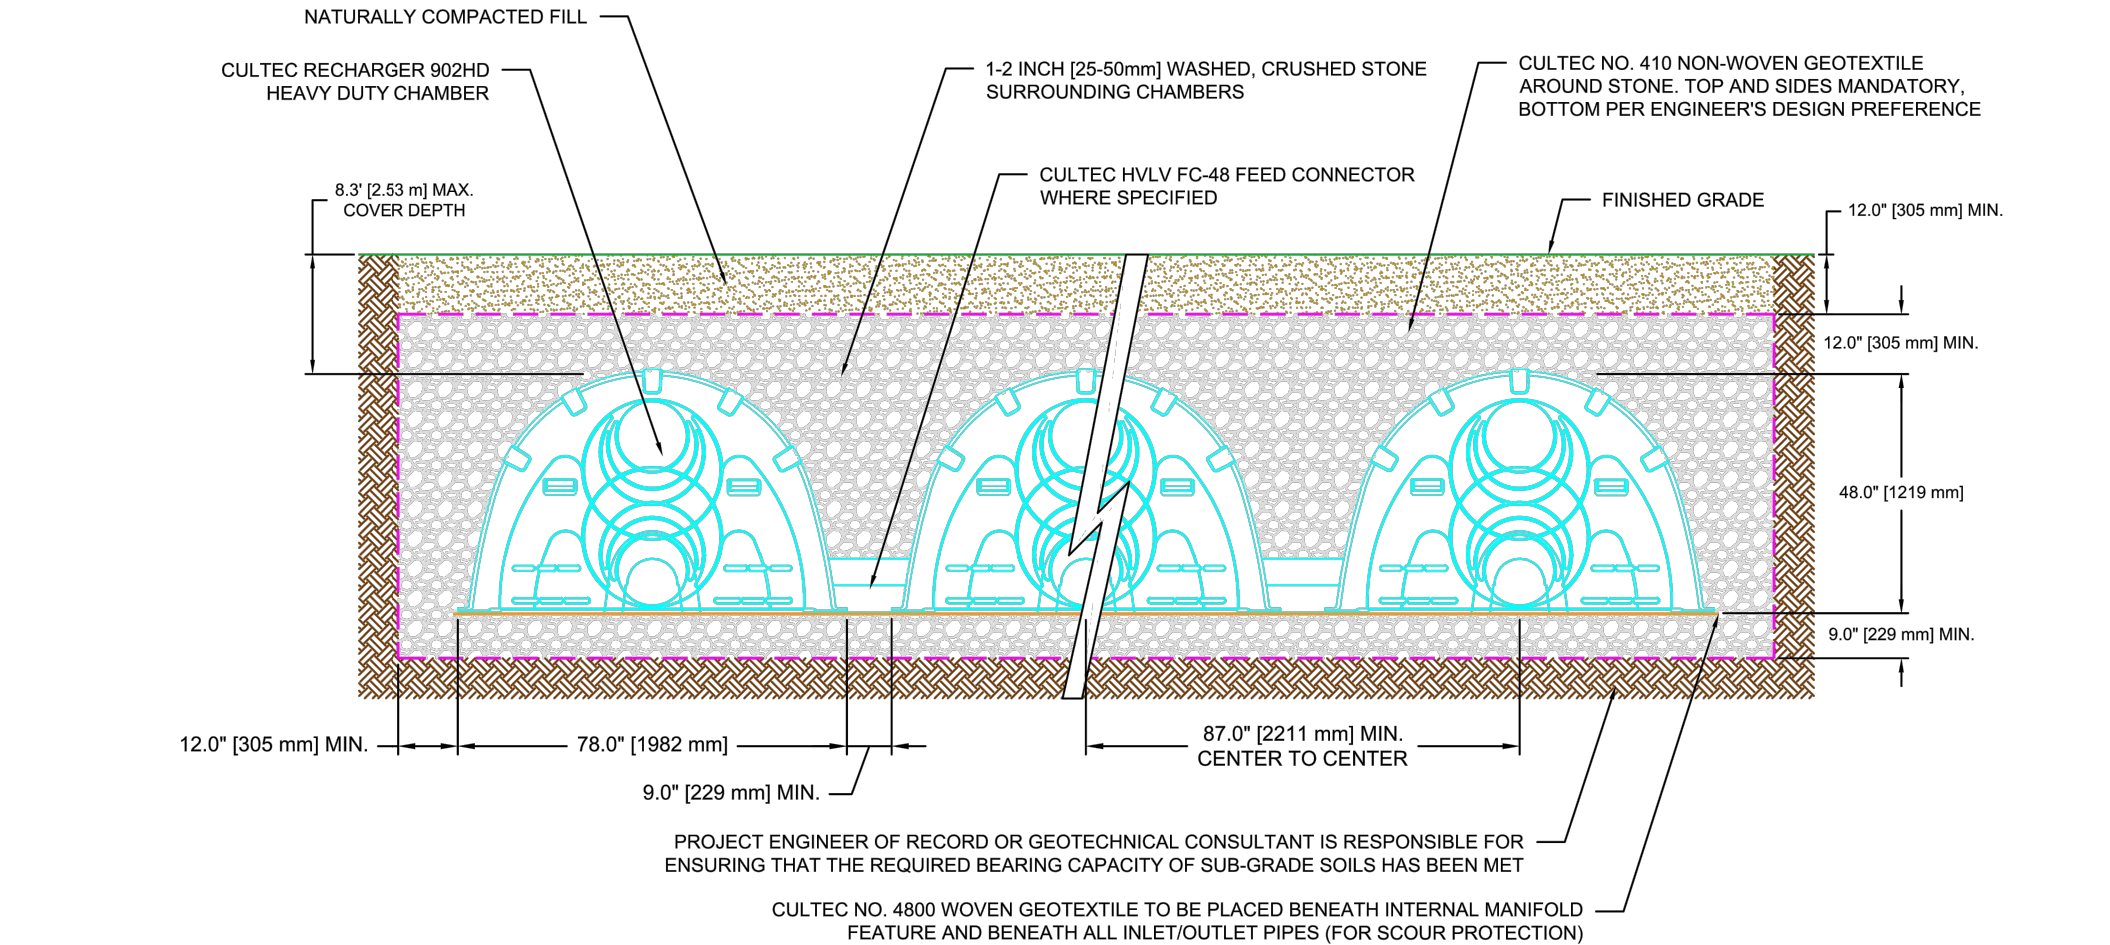 NATURALLY COMPACTED FILL
CULTEC RECHARGER 902HD
HEAVY DUTY CHAMBER
1-2 INCH [25-50mm] WASHED, CRUSHED STONE
SURROUNDING CHAMBERS
CULTEC NO. 410 NON-WOVEN GEOTEXTILE
AROUND STONE. TOP AND SIDES MANDATORY,
BOTTOM PER ENGINEER'S DESIGN PREFERENCE
CULTEC HVLV FC-48 FEED CONNECTOR
WHERE SPECIFIED
8.3' [2.53 m] MAX.
COVER DEPTH
FINISHED GRADE
12.0" [305 mm] MIN.
12.0" [305 mm] MIN.
48.0" [1219 mm]
9.0" [229 mm] MIN.
12.0" [305 mm] MIN.
78.0" [1982 mm]
87.0" [2211 mm] MIN.
CENTER TO CENTER
9.0" [229 mm] MIN.
PROJECT ENGINEER OF RECORD OR GEOTECHNICAL CONSULTANT IS RESPONSIBLE FOR
ENSURING THAT THE REQUIRED BEARING CAPACITY OF SUB-GRADE SOILS HAS BEEN MET
CULTEC NO. 4800 WOVEN GEOTEXTILE TO BE PLACED BENEATH INTERNAL MANIFOLD
FEATURE AND BENEATH ALL INLET/OUTLET PIPES (FOR SCOUR PROTECTION)